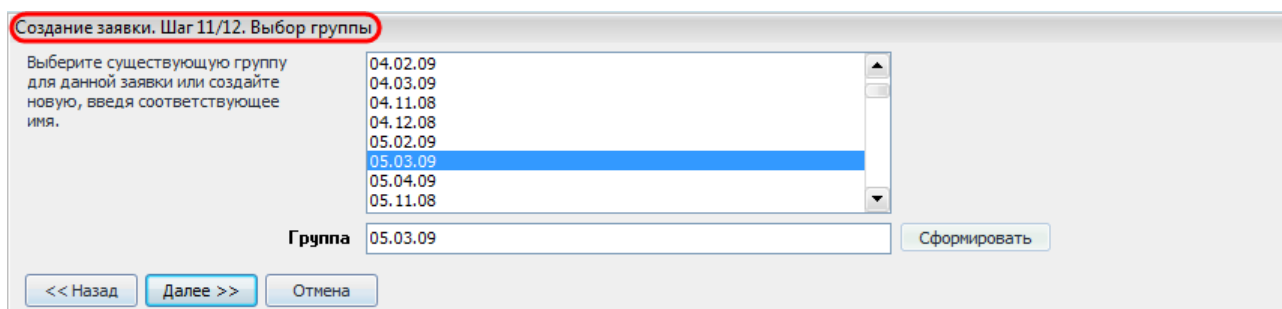 Создание заявки. Шаг 11/12. Выбор группы
Выберите существующую группу
для данной заявки или создайте
новую, введя соответствующее
имя.
04.02.09
04.03.09
04.11.08
04.12.08
05.02.09
05.03.09
05.04.09
05.11.08
Группа 05.03.09 Сформировать
<< Назад Далее >> Отмена